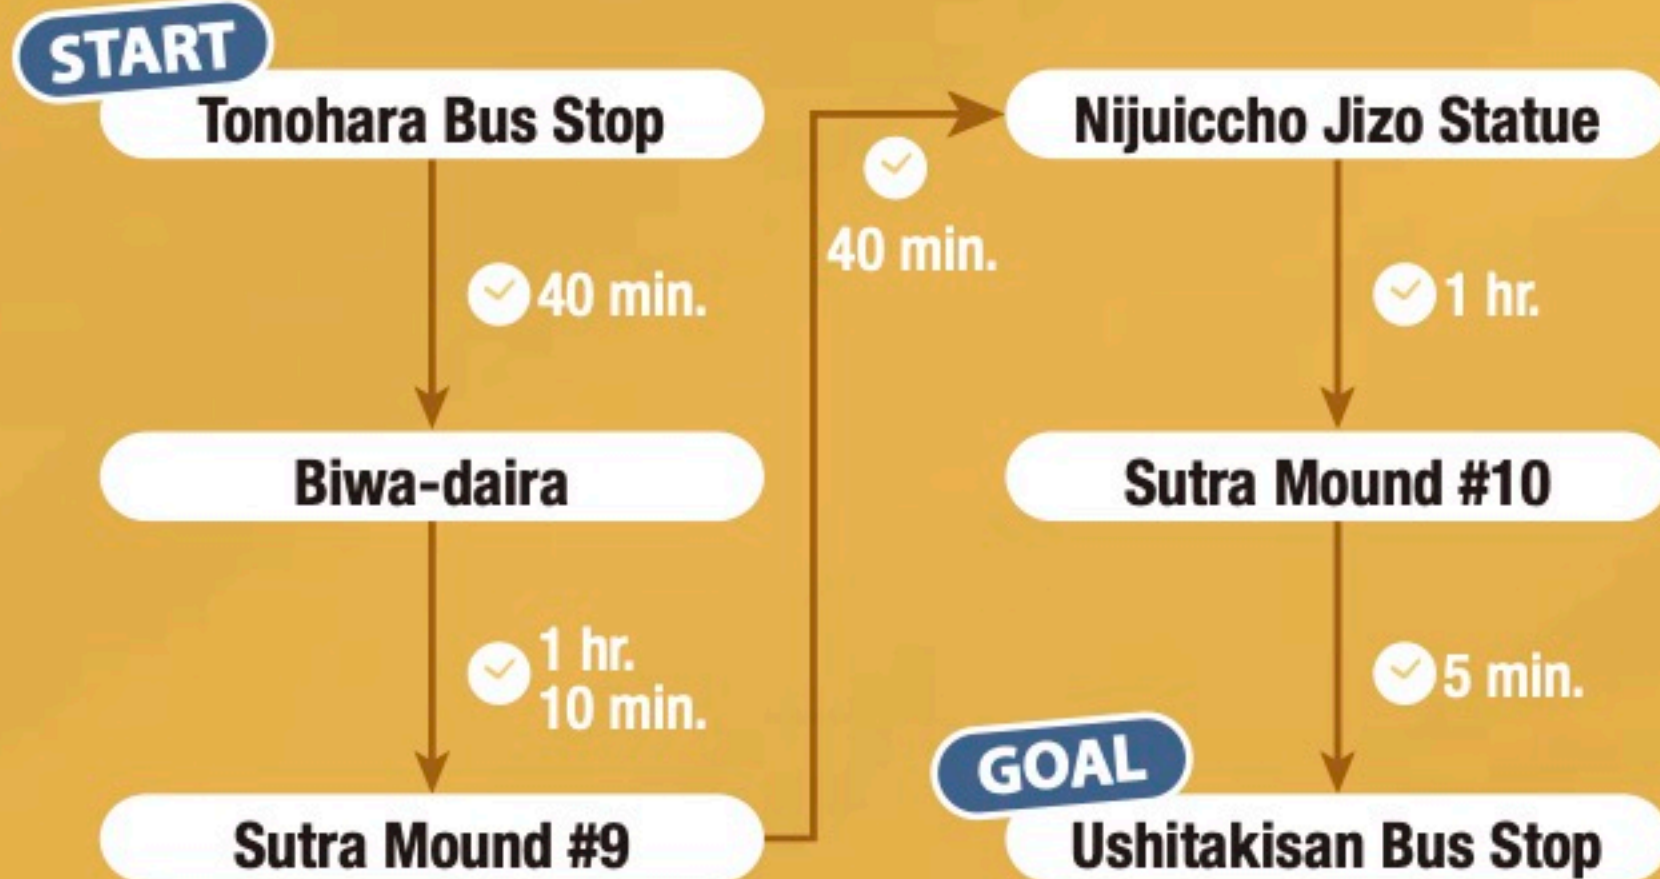 START
Tonohara Bus Stop
40 min.
Biwa-daira
1 hr.
10 min.
Sutra Mound #9
40 min.
Nijuiccho Jizo Statue
1 hr.
Sutra Mound #10
5 min.
GOAL
Ushitakisan Bus Stop